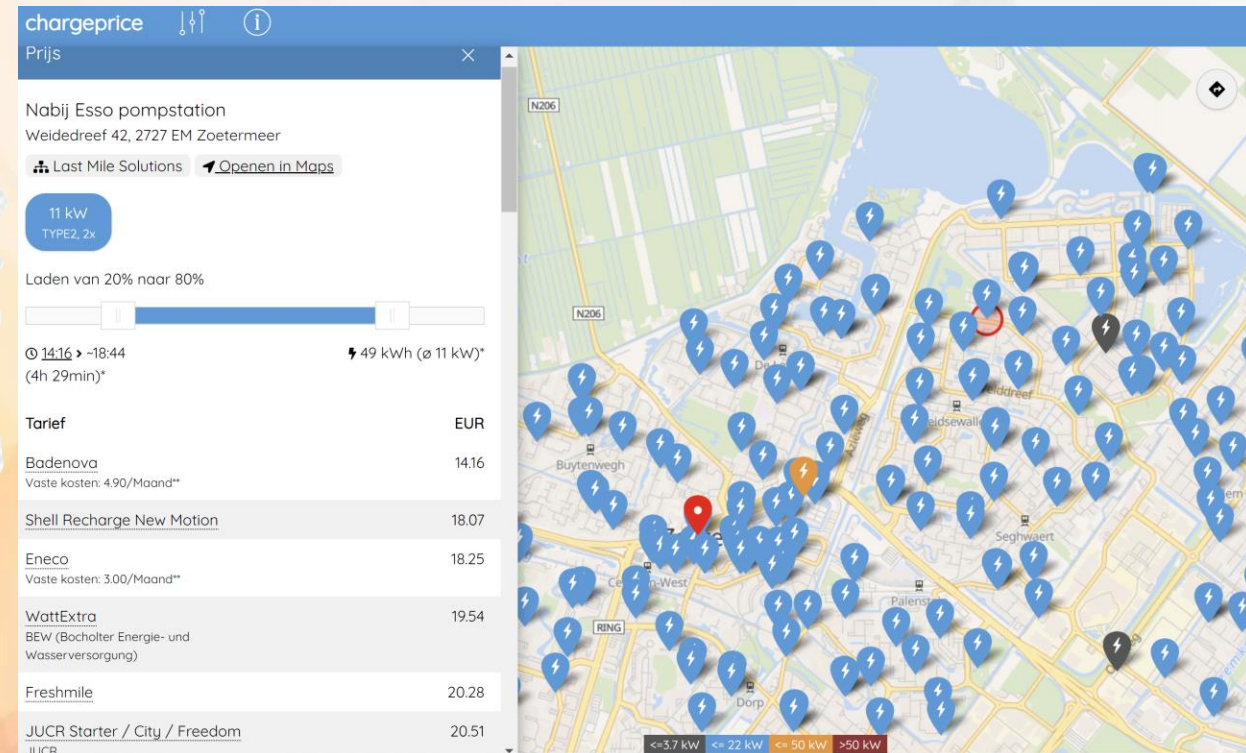 chargeprice
Prijs
Nabij Esso pompstation
Weidedreef 42, 2727 EM Zoetermeer
Last Mile Solutions Openen in Maps
11 kW
TYPE2, 2x
Laden van 20% naar 80%
14:16 > ~18:44 49 kWh (ø 11 kW)*
(4h 29min)*
Tarief EUR
Badenova 14.16
Vaste kosten: 4.90/Maand**
Shell Recharge New Motion 18.07
Eneco 18.25
Vaste kosten: 3.00/Maand**
WattExtra 19.54
BEW (Bocholter Energie- und
Wasserversorgung)
Freshmile 20.28
JUCR Starter / City / Freedom 20.51
JUCR
N206
N206
Buytenwegh
Seghwaert
RING
Dorp
<=3.7 kW <= 22 kW <= 50 kW >50 kW